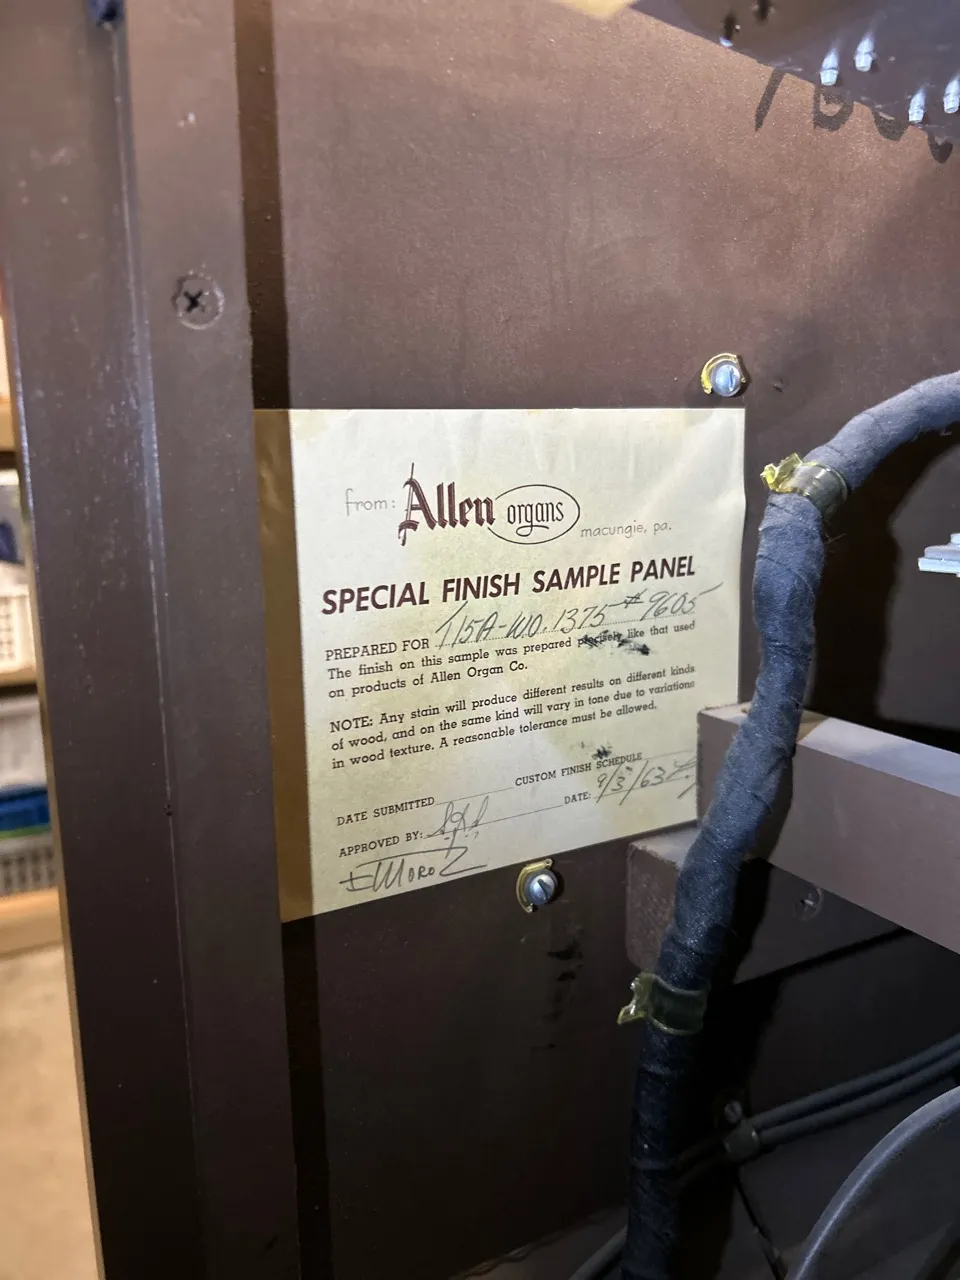 from: Allen organs
macungie, pa.
SPECIAL FINISH SAMPLE PANEL
PREPARED FOR T15A-W.O. 1375 # 9605
The finish on this sample was prepared precisely like that used
on products of Allen Organ Co.
NOTE: Any stain will produce different results on different kinds
of wood, and on the same kind will vary in tone due to variations
in wood texture. A reasonable tolerance must be allowed.
CUSTOM FINISH SCHEDULE
DATE SUBMITTED
DATE: 9/3/63
APPROVED BY:
EMOROZ